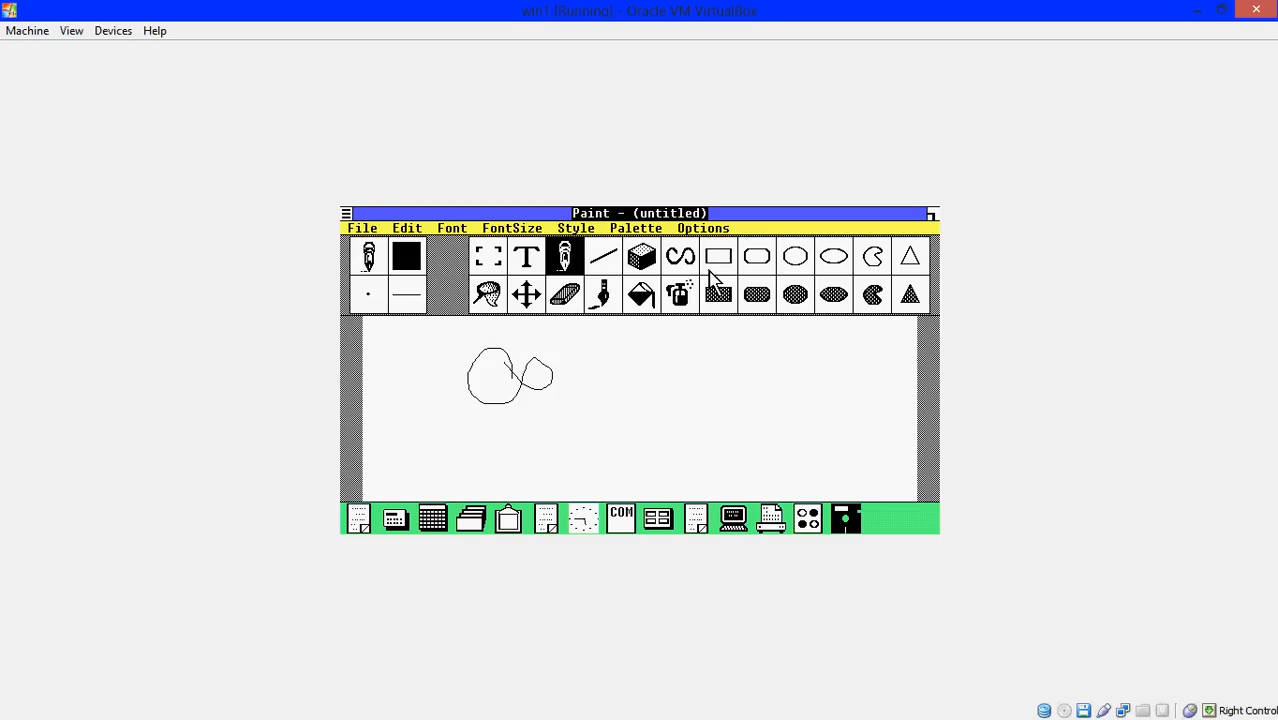 win1 [Running] - Oracle VM VirtualBox
Machine View Devices Help
Paint - (untitled)
File Edit Font FontSize Style Palette Options
T
COM
Right Control